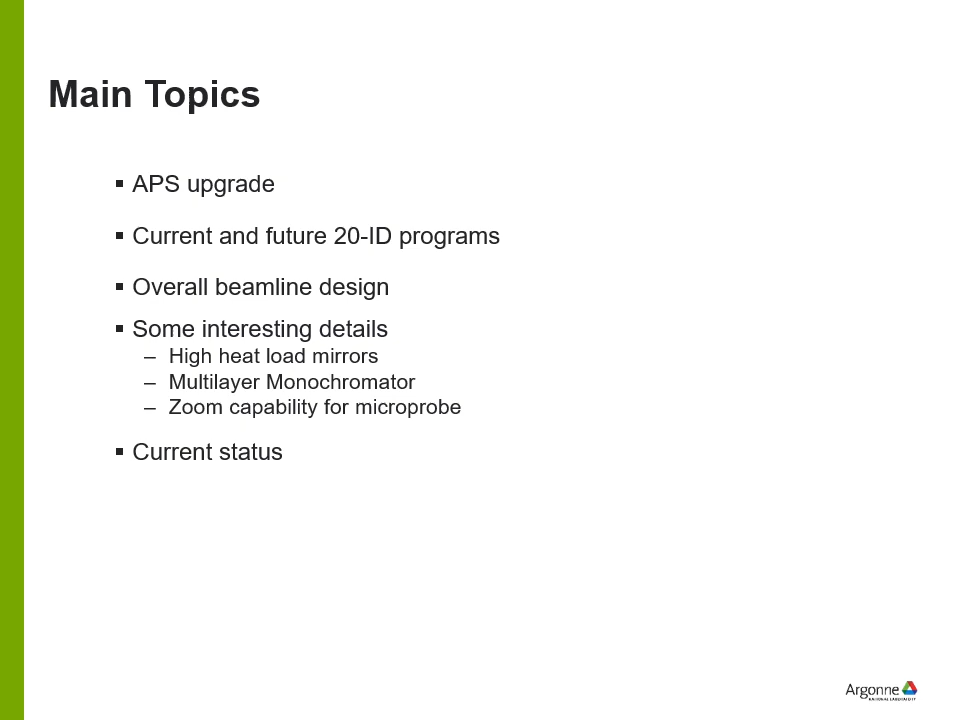 Main Topics
▪ APS upgrade
▪ Current and future 20-ID programs
▪ Overall beamline design
▪ Some interesting details
– High heat load mirrors
– Multilayer Monochromator
– Zoom capability for microprobe
▪ Current status
Argonne
NATIONAL LABORATORY